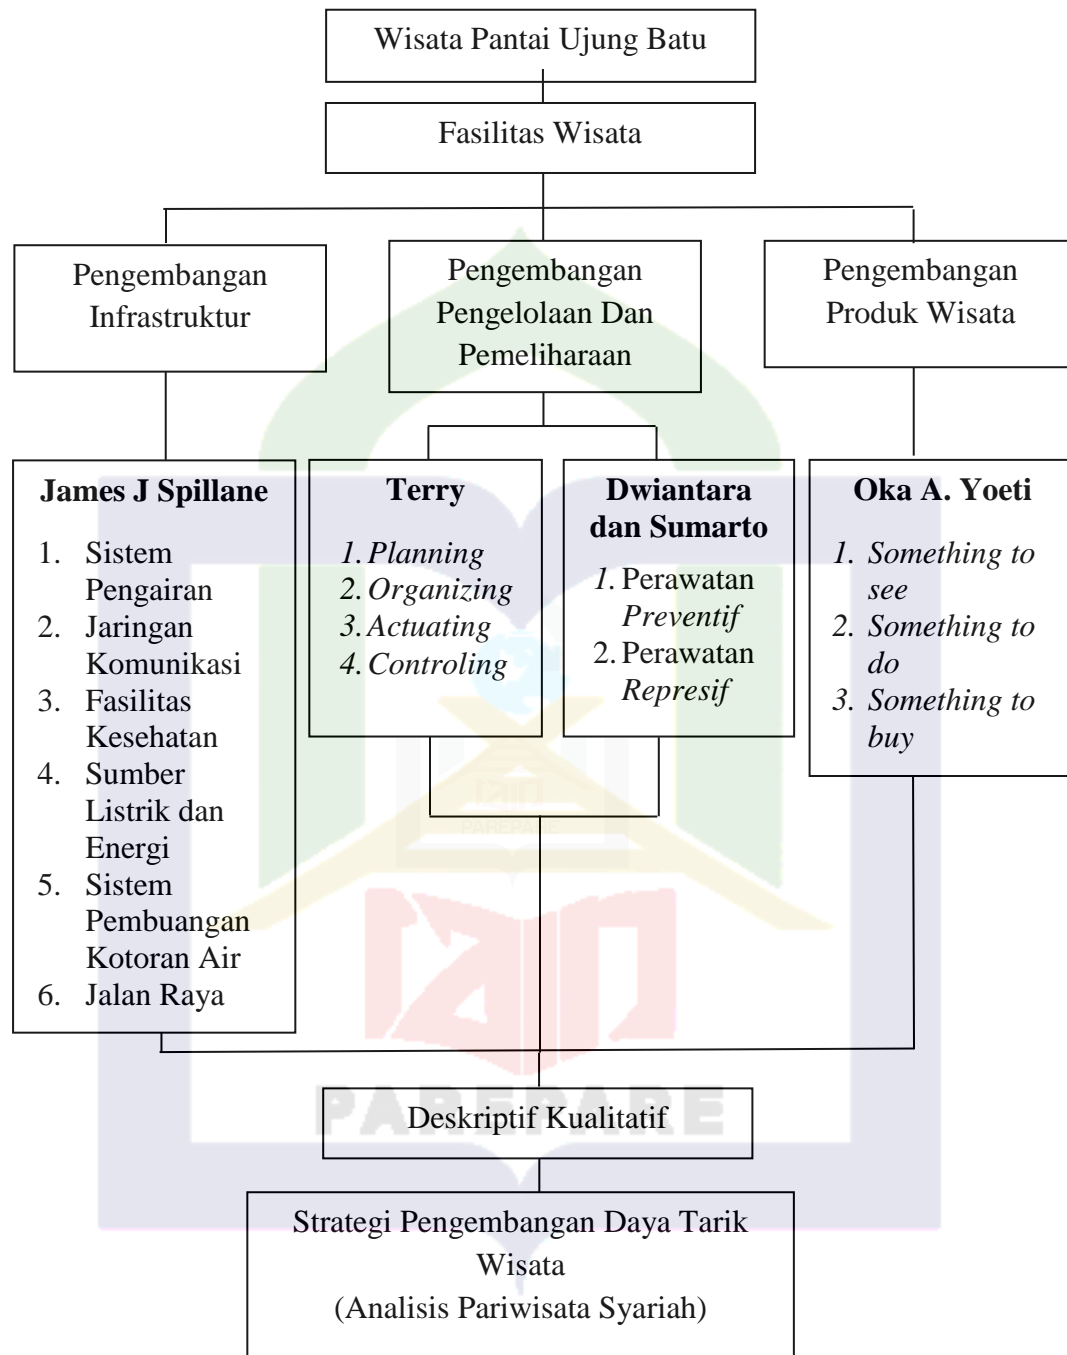 Wisata Pantai Ujung Batu
Fasilitas Wisata
Pengembangan
Infrastruktur
Pengembangan
Pengelolaan Dan
Pemeliharaan
Pengembangan
Produk Wisata
James J Spillane
1. Sistem
Pengairan
2. Jaringan
Komunikasi
3. Fasilitas
Kesehatan
4. Sumber
Listrik dan
Energi
5. Sistem
Pembuangan
Kotoran Air
6. Jalan Raya
Terry
1. Planning
2. Organizing
3. Actuating
4. Controling
Dwiantara
dan Sumarto
1. Perawatan
Preventif
2. Perawatan
Represif
Oka A. Yoeti
1. Something to
see
2. Something to
do
3. Something to
buy
IAIN
PAREPARE
PAREPARE
Deskriptif Kualitatif
Strategi Pengembangan Daya Tarik
Wisata
(Analisis Pariwisata Syariah)